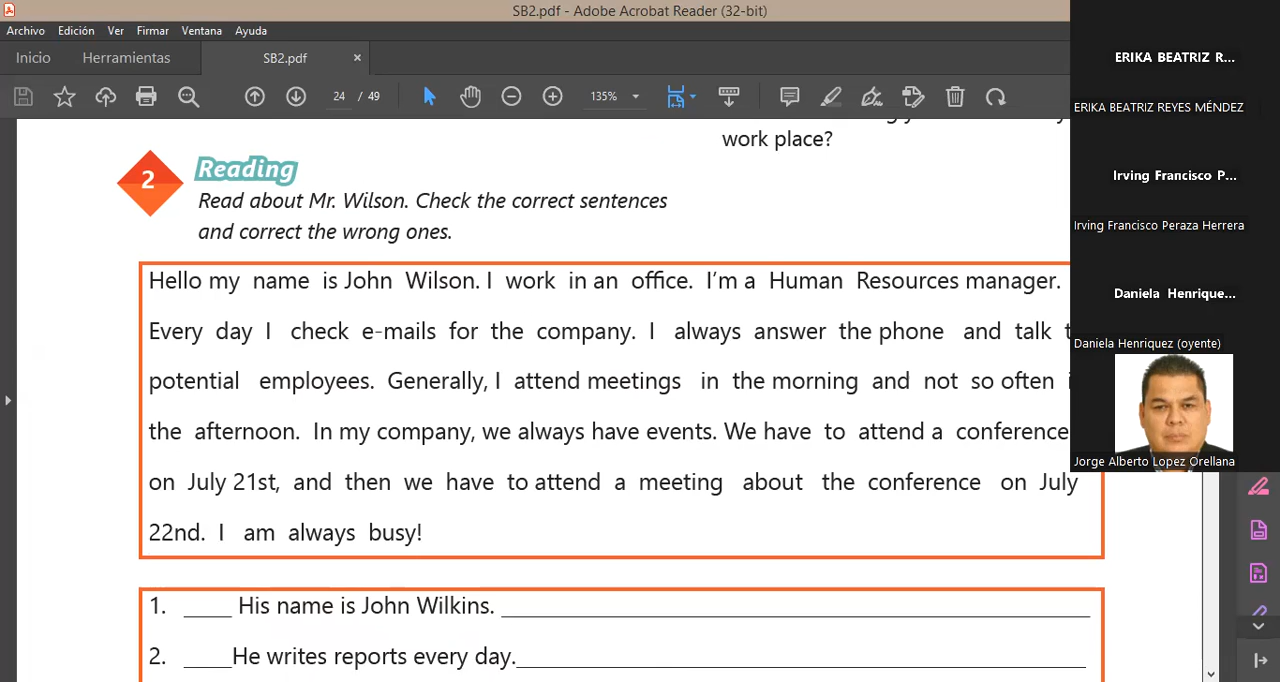 SB2.pdf - Adobe Acrobat Reader (32-bit)
Archivo Edición Ver Firmar Ventana Ayuda
Inicio Herramientas SB2.pdf ×
24 / 49 135%
work place?
2 Reading
Read about Mr. Wilson. Check the correct sentences
and correct the wrong ones.
Hello my name is John Wilson. I work in an office. I'm a Human Resources manager.
Every day I check e-mails for the company. I always answer the phone and talk
potential employees. Generally, I attend meetings in the morning and not so often
the afternoon. In my company, we always have events. We have to attend a conference
on July 21st, and then we have to attend a meeting about the conference on July
22nd. I am always busy!
1. ____ His name is John Wilkins. ____
2. ____ He writes reports every day. ____
ERIKA BEATRIZ R...
ERIKA BEATRIZ REYES MÉNDEZ
Irving Francisco P...
Irving Francisco Peraza Herrera
Daniela Henrique...
Daniela Henriquez (oyente)
Jorge Alberto Lopez Orellana